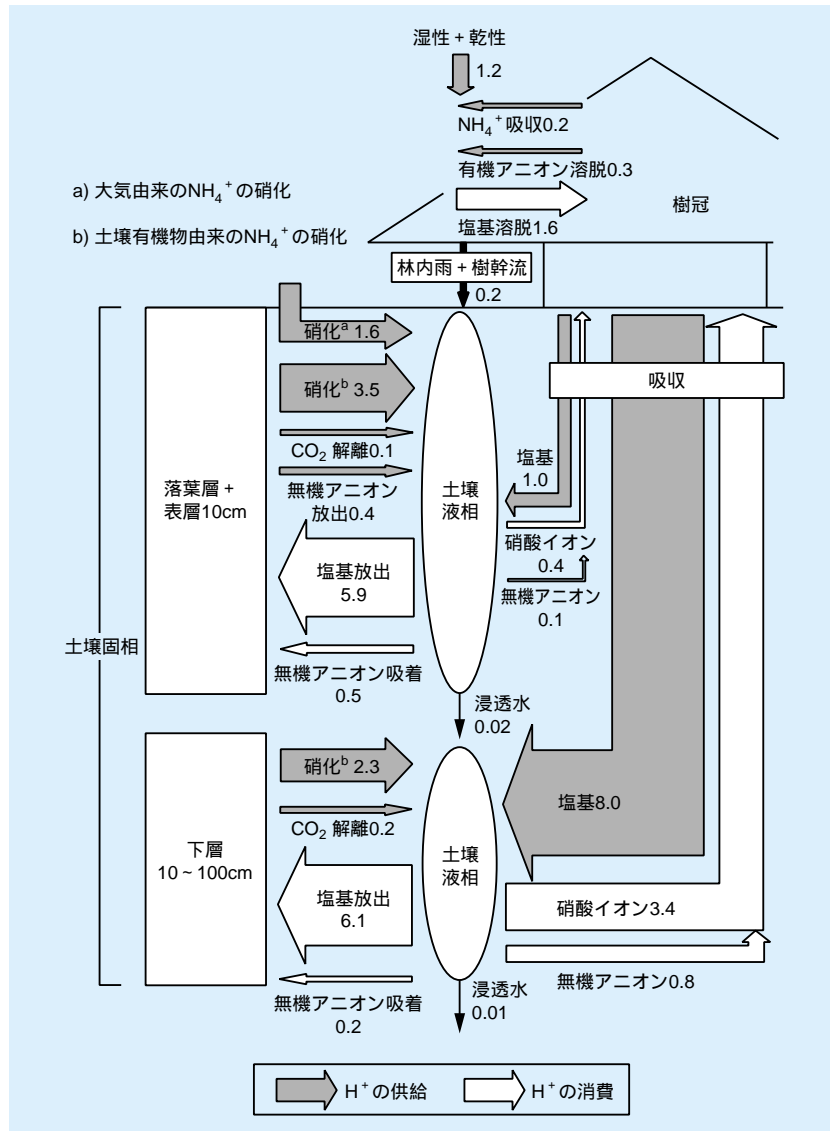 湿性 + 乾性
1.2
NH4+ 吸収0.2
有機アニオン溶脱0.3
a) 大気由来のNH4+ の硝化
樹冠
塩基溶脱1.6
b) 土壌有機物由来のNH4+ の硝化
林内雨 + 樹幹流
0.2
硝化a 1.6
硝化b 3.5
吸収
CO2 解離0.1
無機アニオン
放出0.4
落葉層 +
表層10cm
土壌
液相
塩基
1.0
硝酸イオン
0.4
無機アニオン
0.1
塩基放出
5.9
土壌固相
無機アニオン吸着
0.5
浸透水
0.02
硝化b 2.3
CO2 解離0.2
塩基8.0
下層
10 ~ 100cm
土壌
液相
塩基放出
6.1
硝酸イオン3.4
無機アニオン0.8
無機アニオン吸着
0.2
浸透水
0.01
H+ の供給
H+ の消費